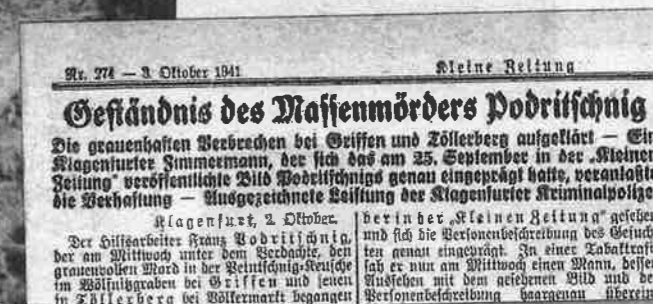 Nr. 274 — 3. Oktober 1941
Kleine Zeitung
Geständnis des Massenmörders Podritschnig
Die grauenhaften Verbrechen bei Griffen und Töllerberg aufgeklärt — Ein
Klagenfurter Zimmermann, der sich das am 25. September in der „Kleinen
Zeitung" veröffentlichte Bild Podritschnigs genau eingeprägt hatte, veranlaßte
die Verhaftung — Ausgezeichnete Leistung der Klagenfurter Kriminalpolizei
Klagenfurt, 2. Oktober.
Der Hilfsarbeiter Franz Podritschnig,
der am Mittwoch unter dem Verdachte, den
grauenvollen Mord in der Peintschnig-Keusche
im Wölfnitzgraben bei Griffen und jenen
in Töllerberg bei Völkermarkt begangen
der in der „Kleinen Zeitung" gesehen
und sich die Personenbeschreibung des Gesuch-
ten genau eingeprägt. In einer Tabaktrafik
sah er nun am Mittwoch einen Mann, dessen
Aussehen mit dem gesehenen Bild und der
Personenbeschreibung haargenau überein-